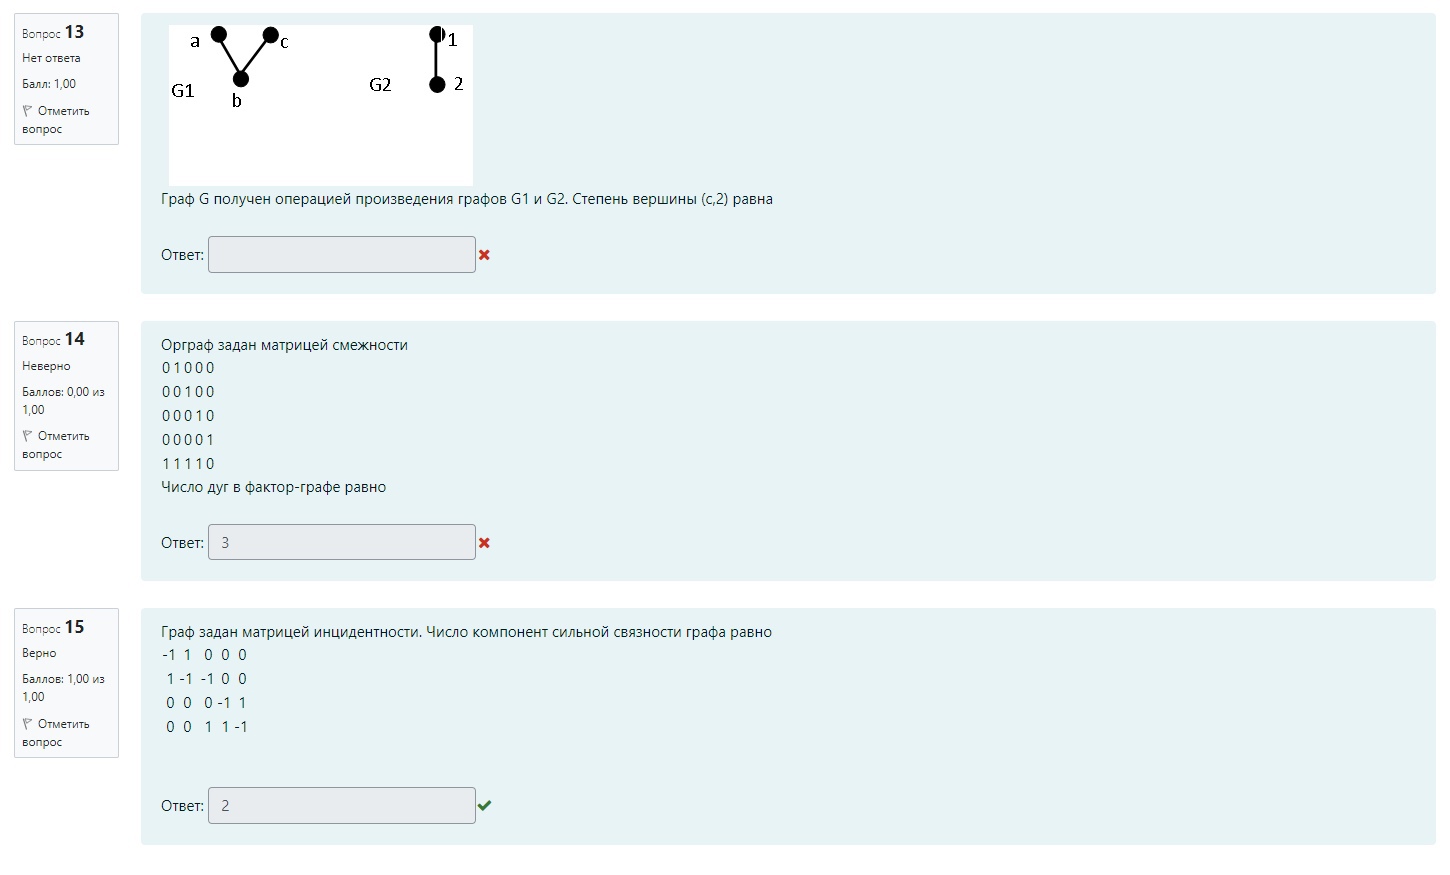 Вопрос 13
Нет ответа
Балл: 1,00
Отметить
вопрос
a
c
b
G1
1
G2
2
Граф G получен операцией произведения графов G1 и G2. Степень вершины (c,2) равна
Ответ:
Вопрос 14
Неверно
Баллов: 0,00 из
1,00
Отметить
вопрос
Орграф задан матрицей смежности
0 1 0 0 0
0 0 1 0 0
0 0 0 1 0
0 0 0 0 1
1 1 1 1 0
Число дуг в фактор-графе равно
Ответ: 3
Вопрос 15
Верно
Баллов: 1,00 из
1,00
Отметить
вопрос
Граф задан матрицей инцидентности. Число компонент сильной связности графа равно
-1 1 0 0 0
1 -1 -1 0 0
0 0 0 -1 1
0 0 1 1 -1
Ответ: 2